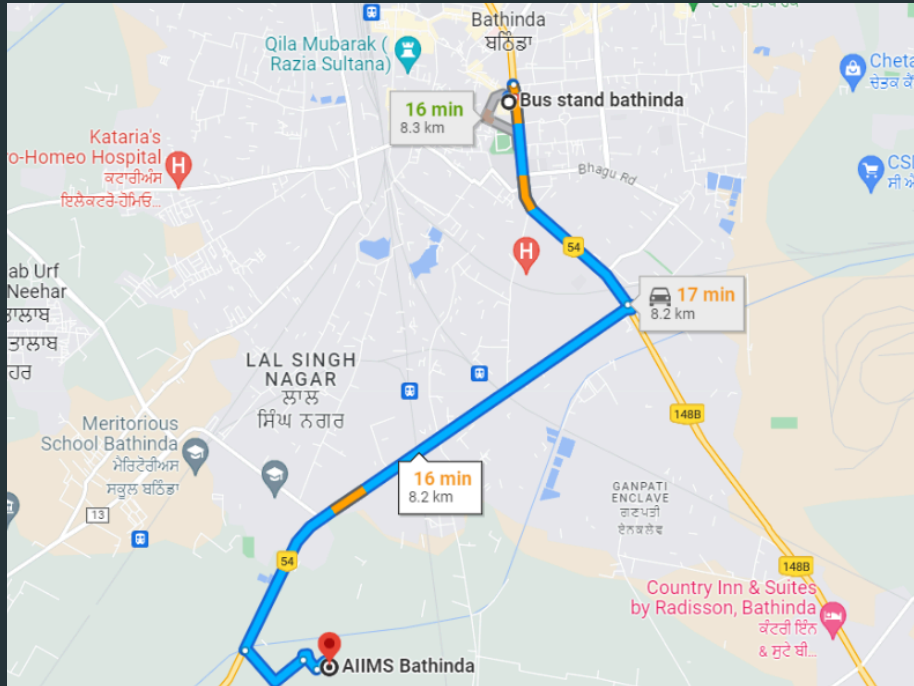 Bathinda
ਬਠਿੰਡਾ
Qila Mubarak (
Razia Sultana)
Bus stand bathinda
16 min
8.3 km
Cheta
Kataria's
o-Homeo Hospital
ਕਟਾਰੀਅੰਸ
ਇਲੈਕਟਰੋ-ਹੋਮਿਓ...
Bhagu Rd
CSI
ਸੀ ਐ
54
ab Urf
Neehar
ਤਾਲਾਬ
ਹਰ
17 min
8.2 km
LAL SINGH
NAGAR
ਲਾਲ
ਸਿੰਘ ਨਗਰ
148B
Meritorious
School Bathinda
ਮੈਰਿਟੋਰੀਅਸ
ਸਕੂਲ ਬਠਿੰਡਾ
16 min
8.2 km
GANPATI
ENCLAVE
ਗਣਪਤੀ
ਏਨਕਲੇਵ
13
54
148B
Country Inn & Suites
by Radisson, Bathinda
ਕੰਟਰੀ ਇੰਨ
& ਸੁਟੇ ਬੀ...
AIIMS Bathinda